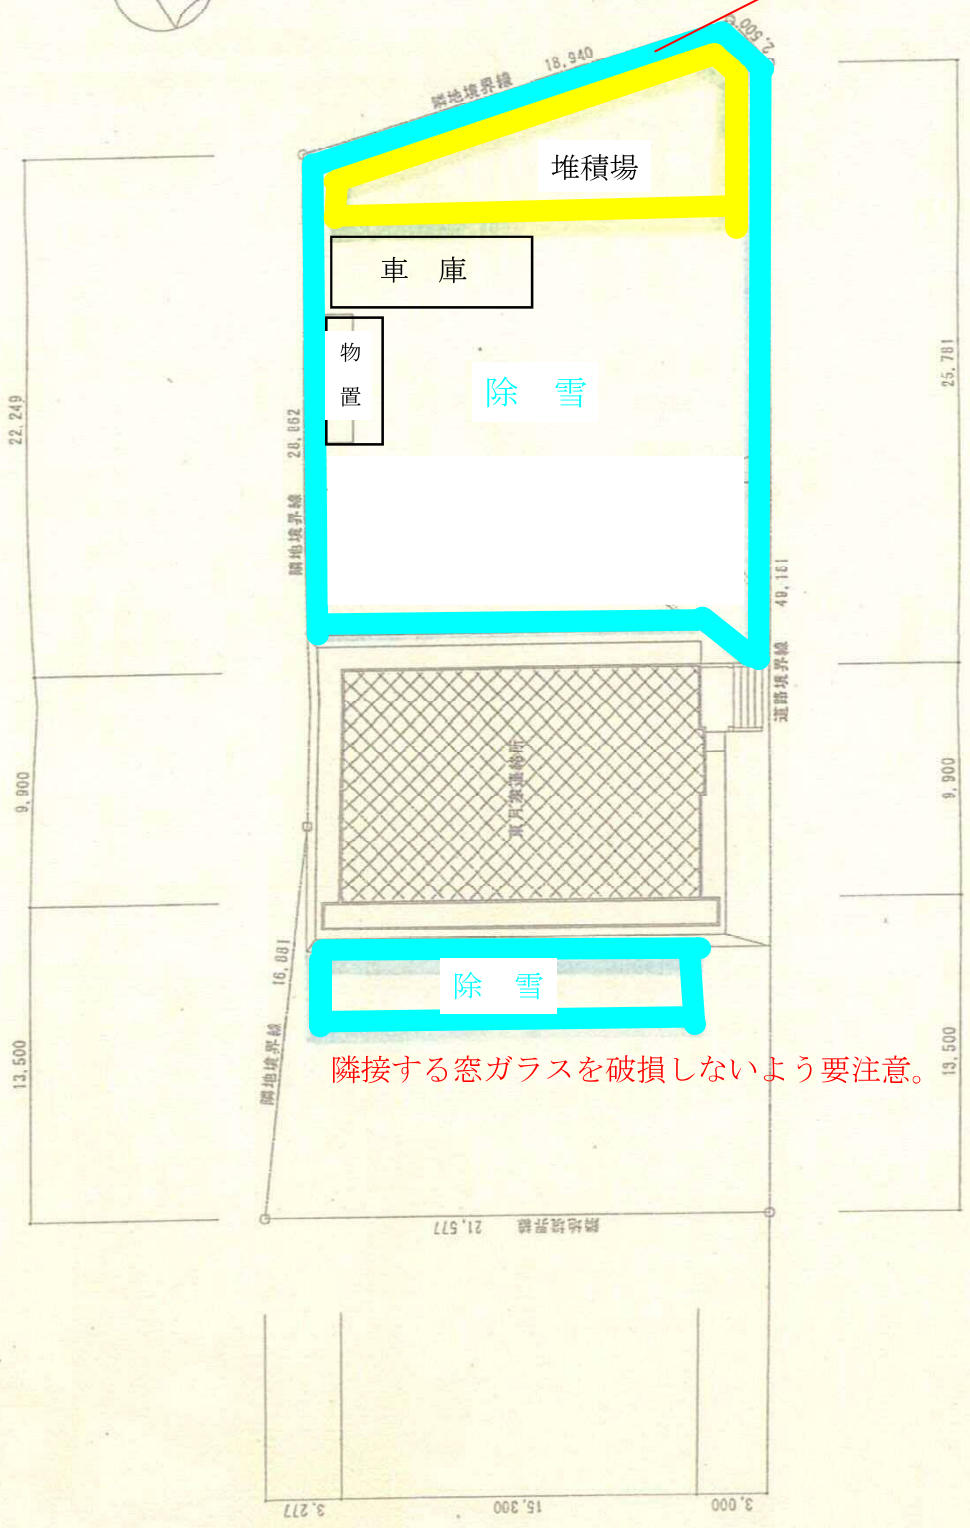 2,500
隣地境界線 18,940
堆積場
車 庫
物
置
除 雪
22,249
25,781
隣地境界線 28,862
49,161
道路境界線
9,900
9,900
隣地境界線 16,881
除 雪
隣接する窓ガラスを破損しないよう要注意。
13,500
13,500
隣地境界線 21,577
3,277
15,300
3,000